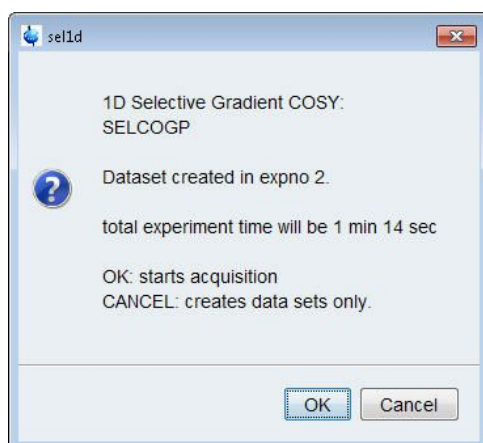 sel1d
1D Selective Gradient COSY:
SELCOGP
Dataset created in expno 2.
total experiment time will be 1 min 14 sec
OK: starts acquisition
CANCEL: creates data sets only.
OK Cancel